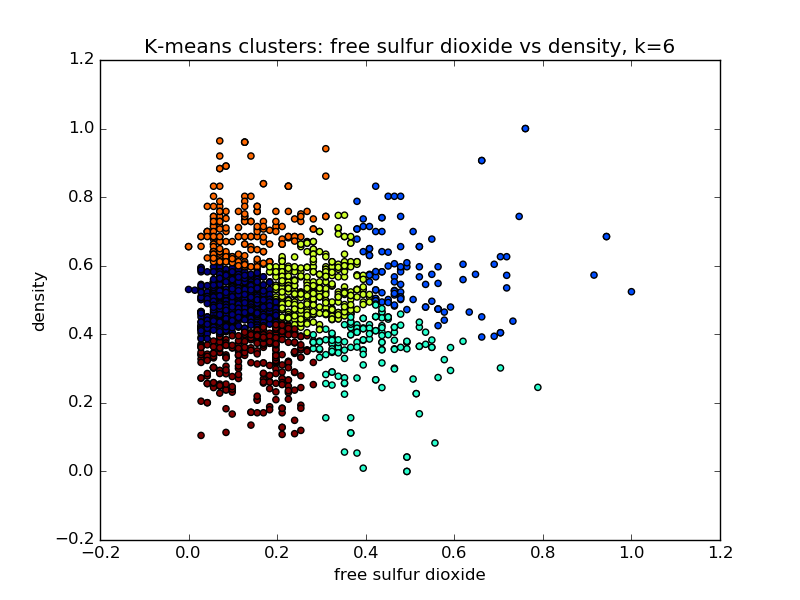 K-means clusters: free sulfur dioxide vs density, k=6
1.2
1.0
0.8
0.6
0.4
0.2
0.0
−0.2
density
−0.2 0.0 0.2 0.4 0.6 0.8 1.0 1.2
free sulfur dioxide